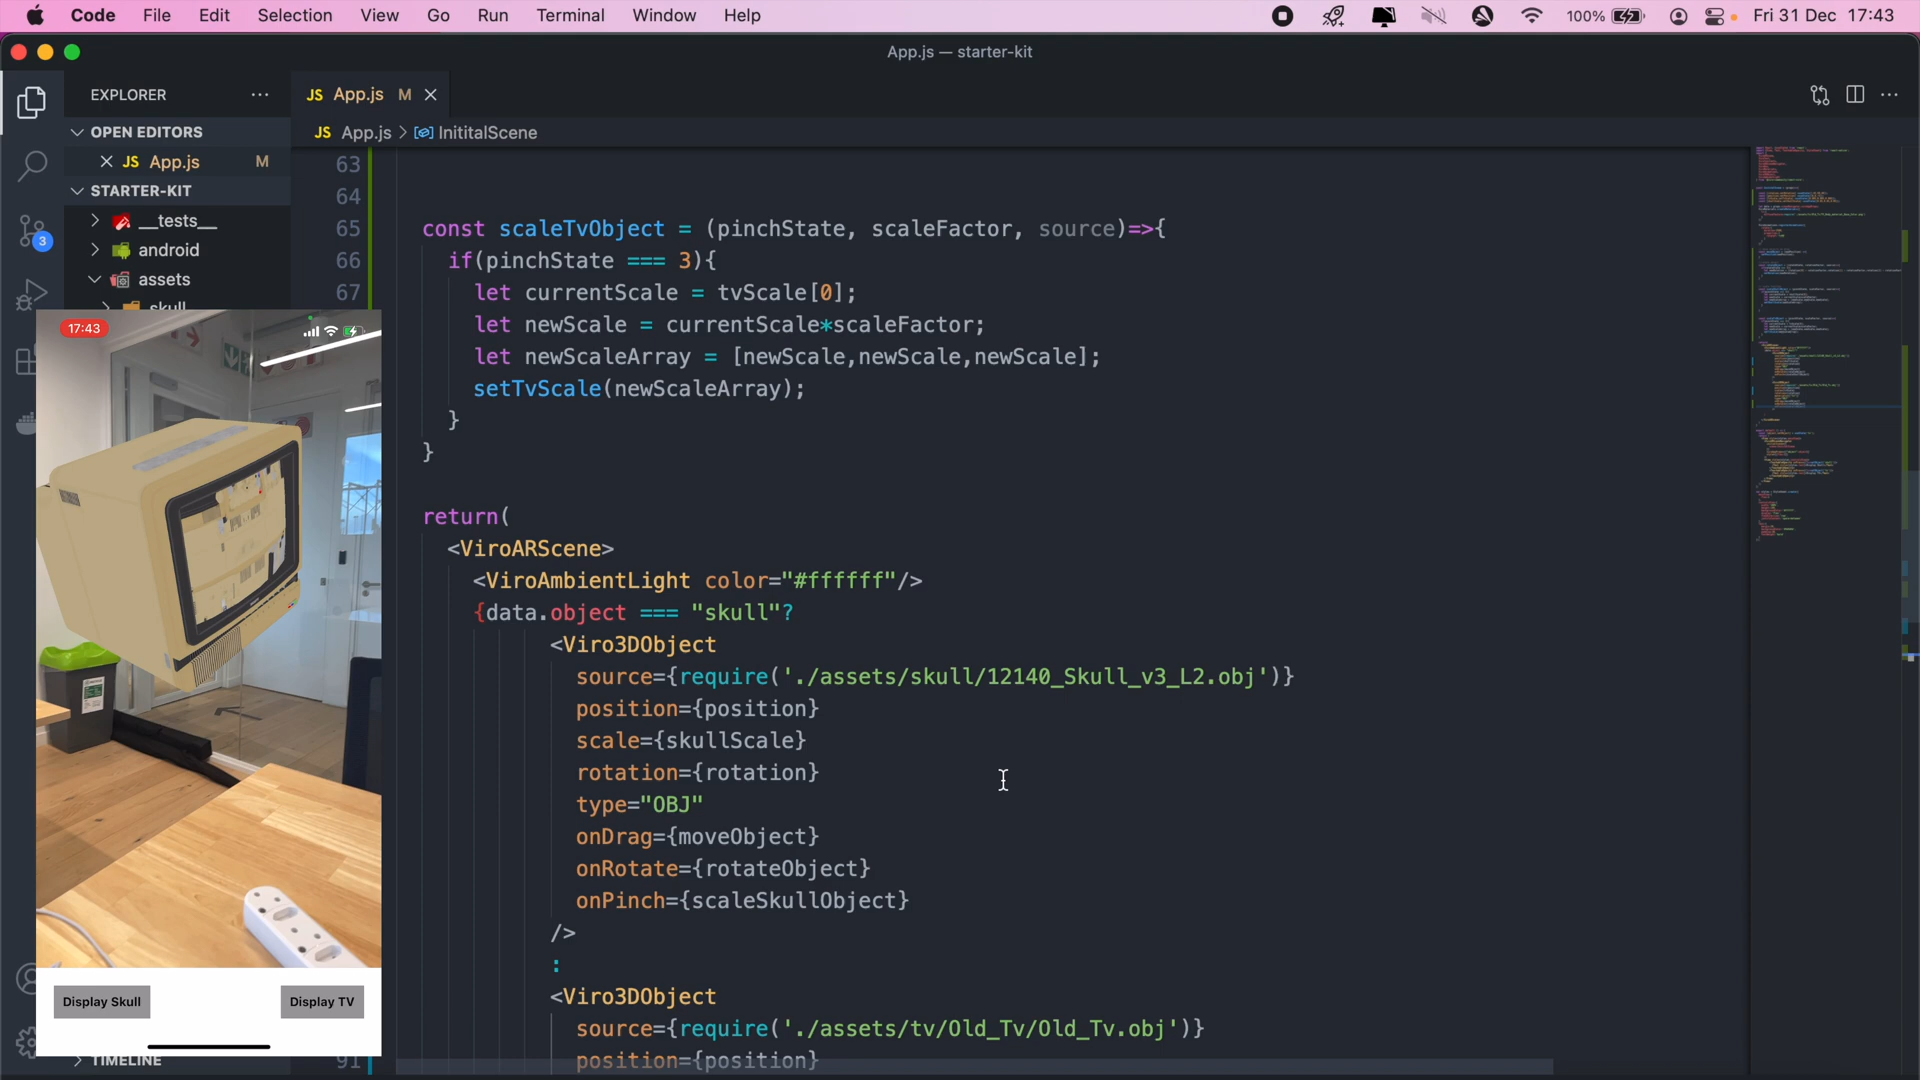 Code File Edit Selection View Go Run Terminal Window Help 100% Fri 31 Dec 17:43
App.js — starter-kit
EXPLORER
JS App.js M
OPEN EDITORS
JS App.js > InititalScene
JS App.js M
STARTER-KIT
__tests__
android
assets
skull
3
63
64
65 const scaleTvObject = (pinchState, scaleFactor, source)=>{
66 if(pinchState === 3){
67 let currentScale = tvScale[0];
let newScale = currentScale*scaleFactor;
let newScaleArray = [newScale,newScale,newScale];
setTvScale(newScaleArray);
}
}
return(
<ViroARScene>
<ViroAmbientLight color="#ffffff"/>
{data.object === "skull"?
<Viro3DObject
source={require('./assets/skull/12140_Skull_v3_L2.obj')}
position={position}
scale={skullScale}
rotation={rotation}
type="OBJ"
onDrag={moveObject}
onRotate={rotateObject}
onPinch={scaleSkullObject}
/>
:
<Viro3DObject
source={require('./assets/tv/Old_Tv/Old_Tv.obj')}
91 position={position}
17:43
Display Skull Display TV
TIMELINE